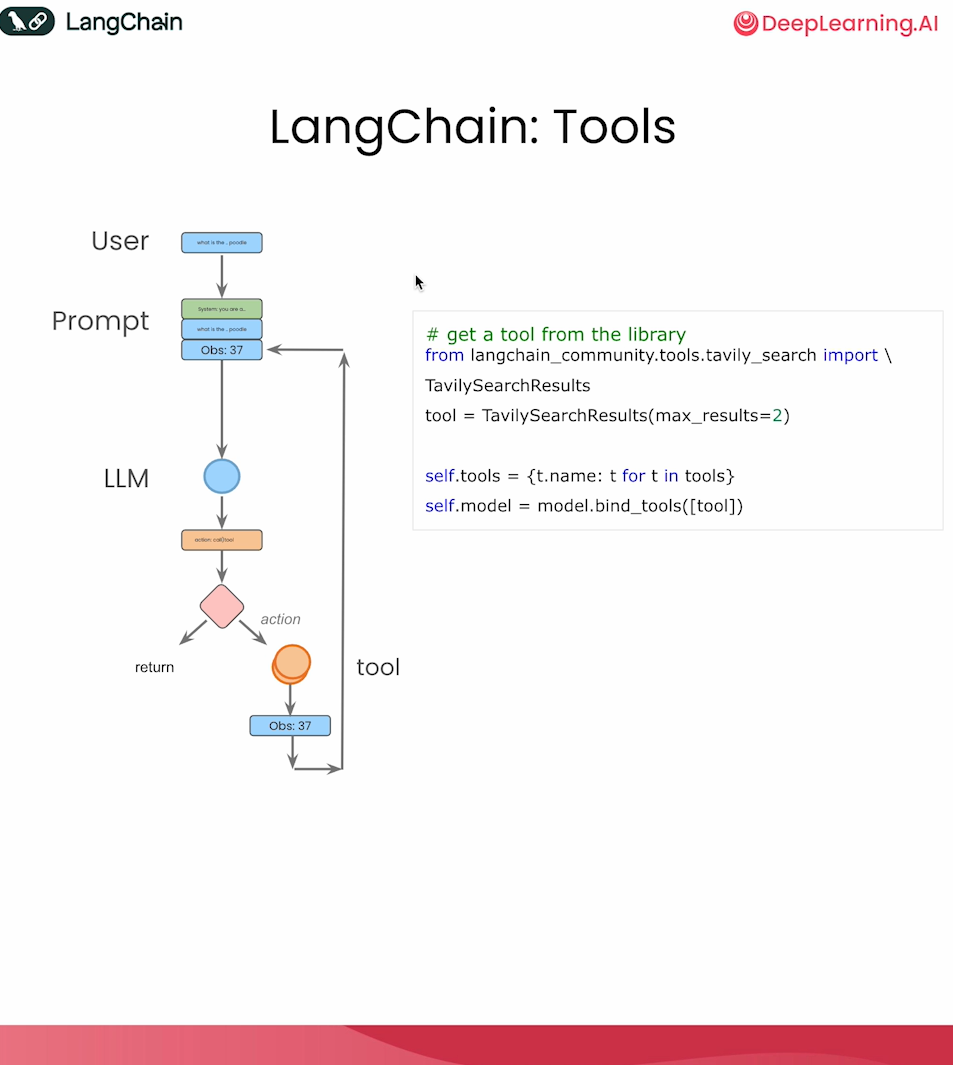 LangChain
DeepLearning.AI
LangChain: Tools
User
what is the .. poodle
Prompt
System: you are a..
what is the .. poodle
Obs: 37
# get a tool from the library
from langchain_community.tools.tavily_search import \
TavilySearchResults
tool = TavilySearchResults(max_results=2)
self.tools = {t.name: t for t in tools}
self.model = model.bind_tools([tool])
LLM
action: call()tool
action
return
tool
Obs: 37